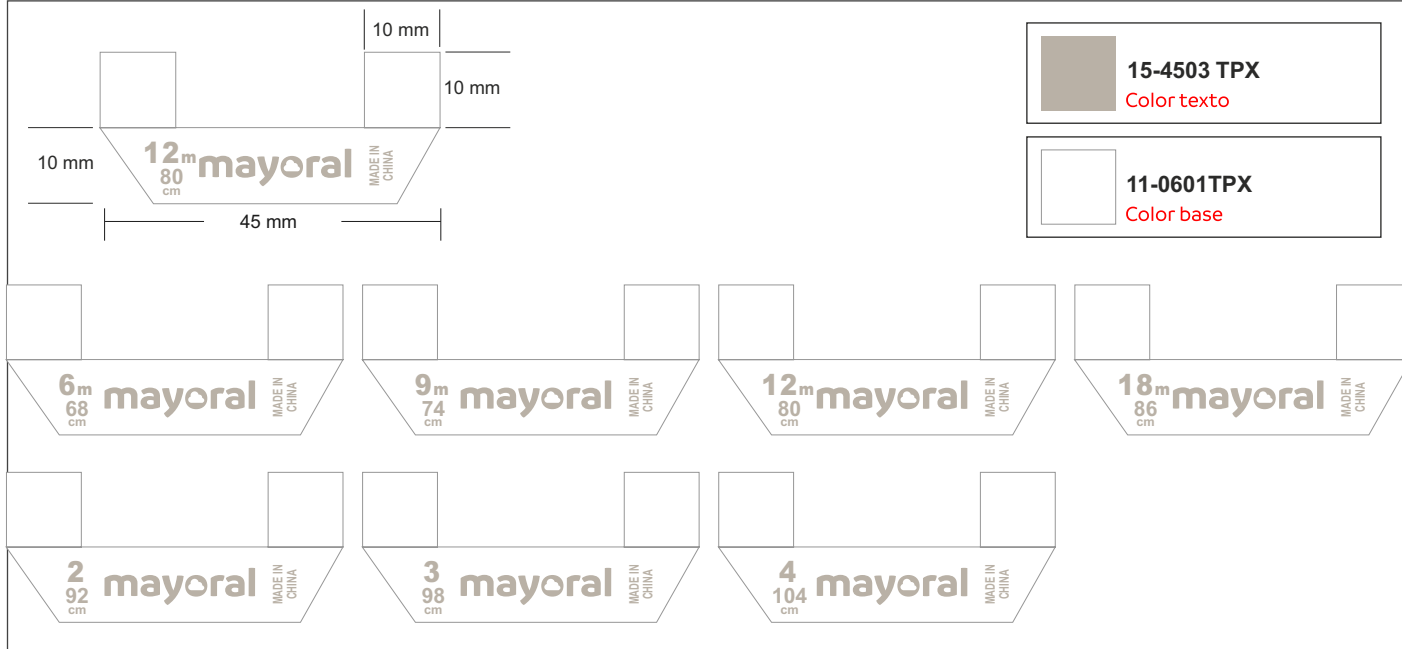 10 mm
10 mm
10 mm
12m
80
cm
mayoral
MADE IN
CHINA
45 mm
15-4503 TPX
Color texto
11-0601TPX
Color base
6m
68
cm
mayoral
MADE IN
CHINA
9m
74
cm
mayoral
MADE IN
CHINA
12m
80
cm
mayoral
MADE IN
CHINA
18m
86
cm
mayoral
MADE IN
CHINA
2
92
cm
mayoral
MADE IN
CHINA
3
98
cm
mayoral
MADE IN
CHINA
4
104
cm
mayoral
MADE IN
CHINA